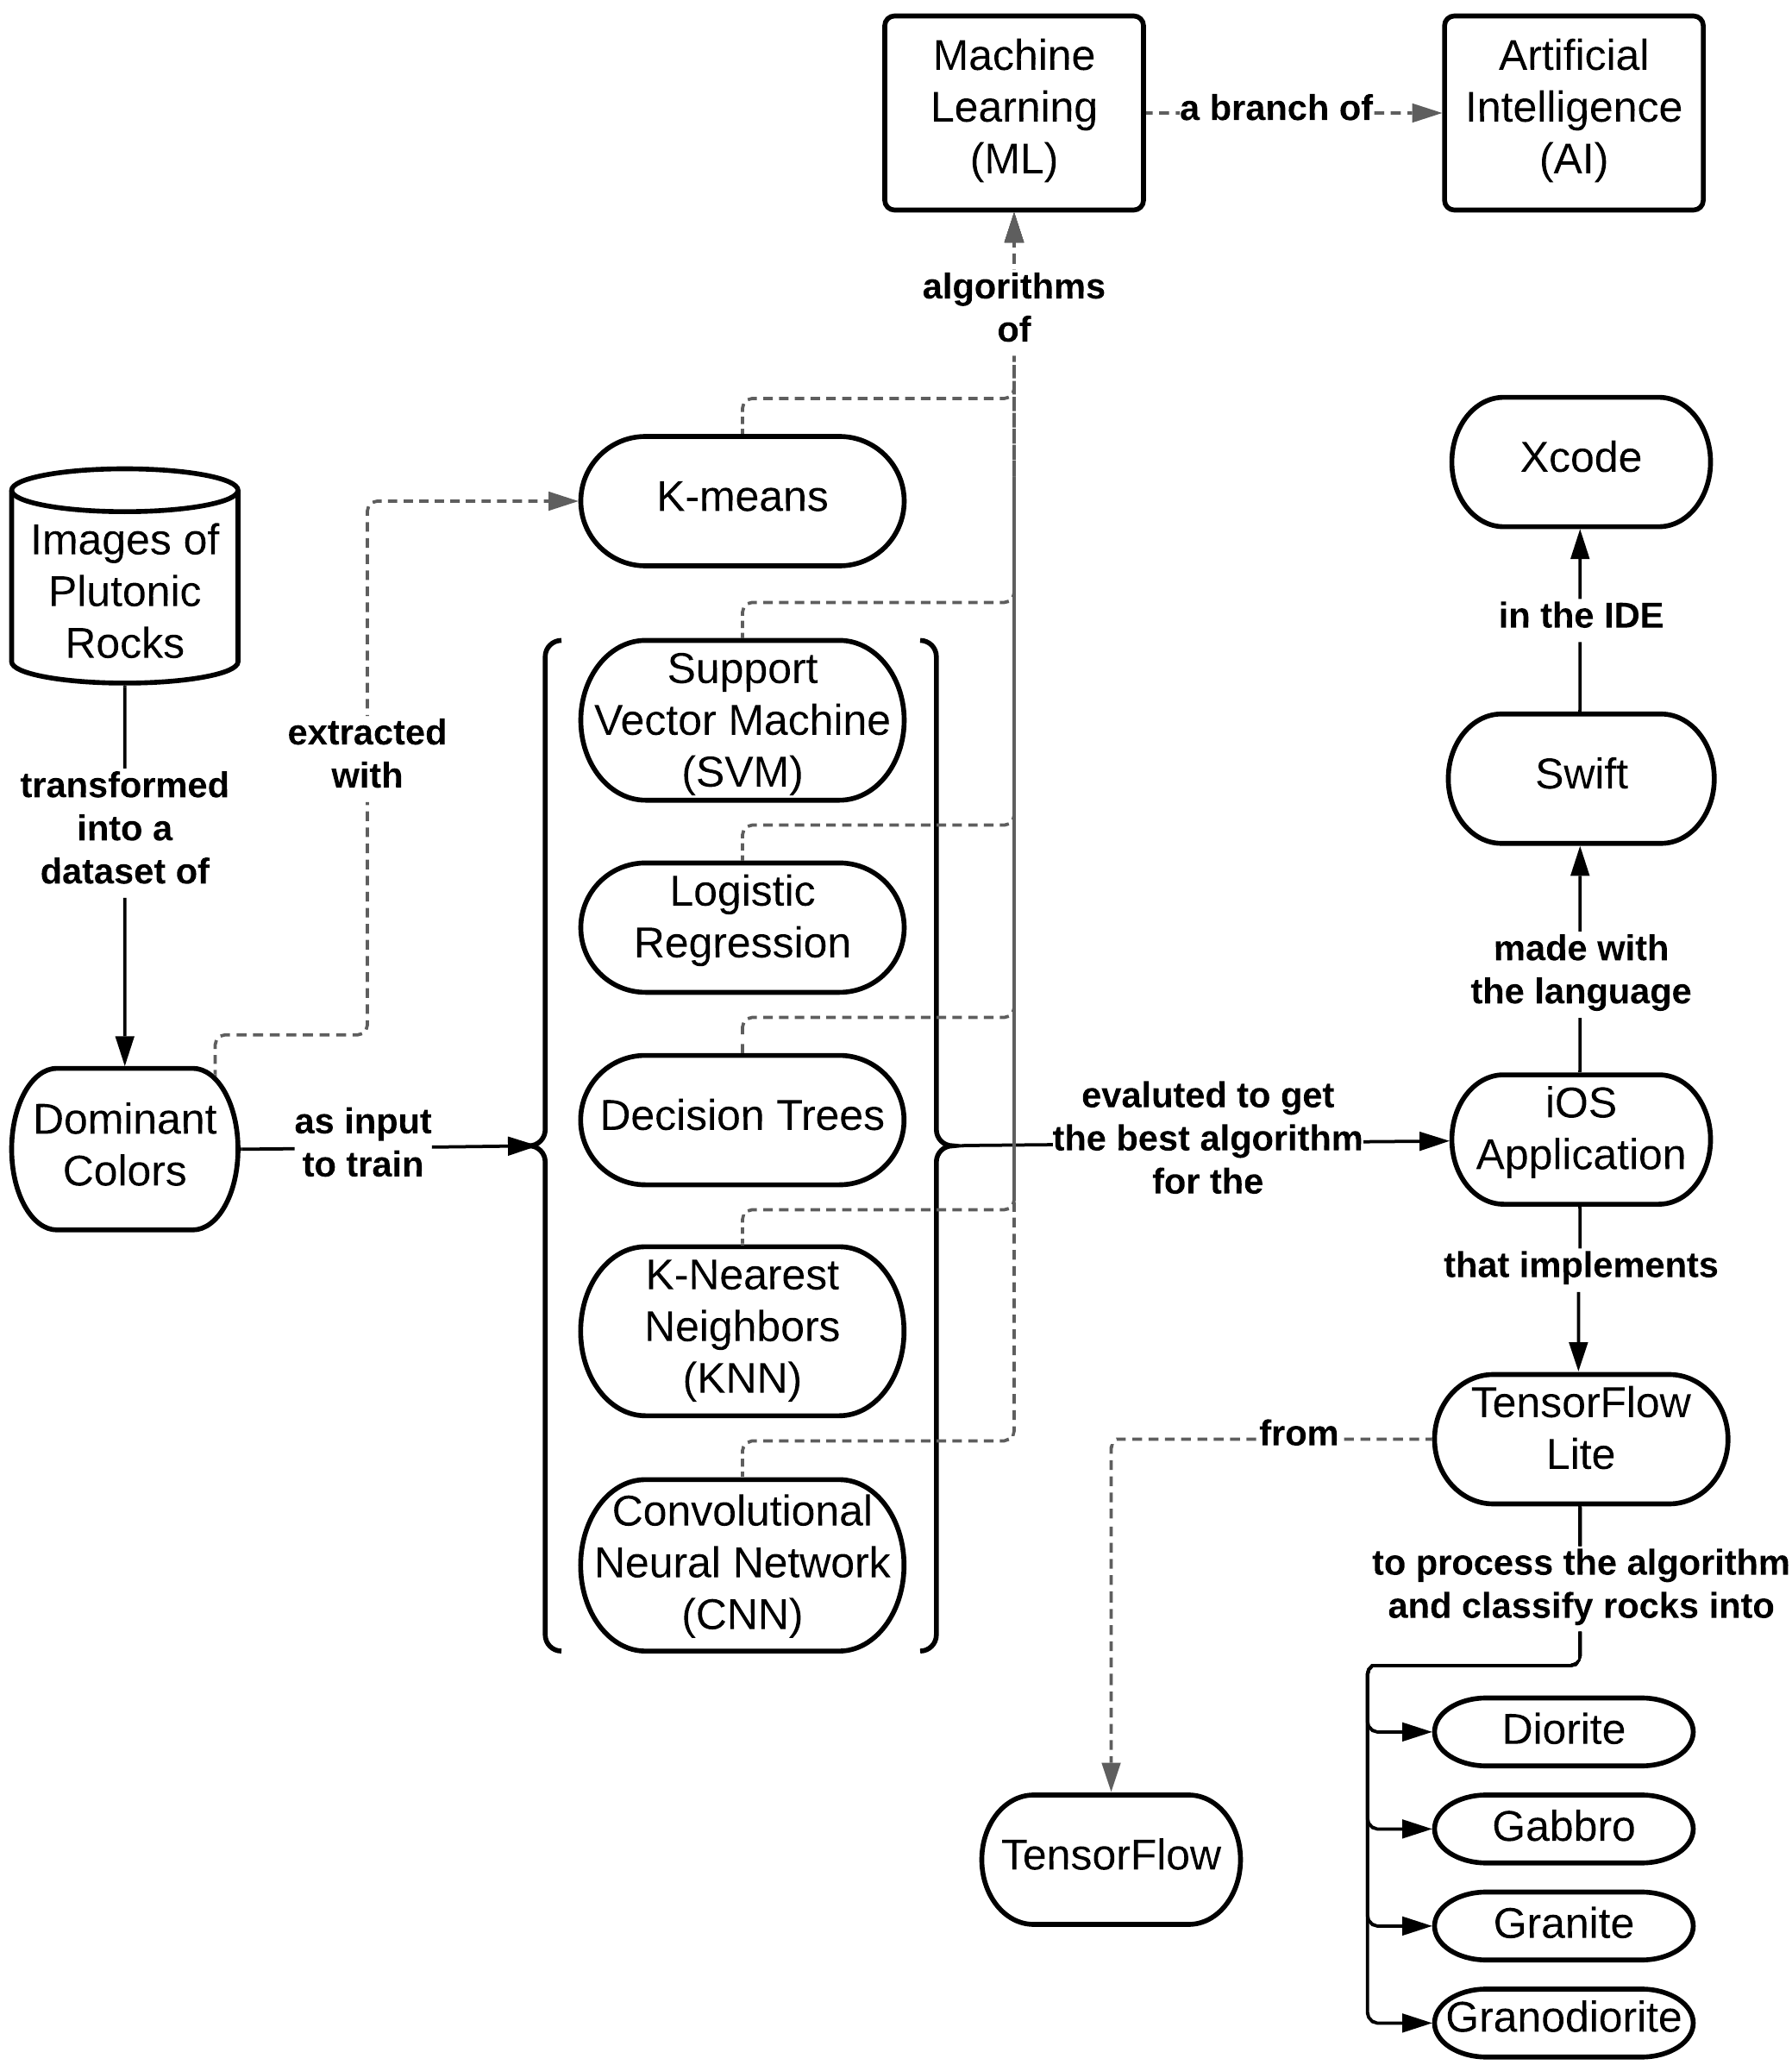 Machine
Learning
(ML)
a branch of
Artificial
Intelligence
(AI)
algorithms
of
K-means
Xcode
Images of
Plutonic
Rocks
in the IDE
Support
Vector Machine
(SVM)
extracted
with
Swift
transformed
into a
dataset of
Logistic
Regression
made with
the language
Dominant
Colors
as input
to train
Decision Trees
evaluted to get
the best algorithm
for the
iOS
Application
that implements
K-Nearest
Neighbors
(KNN)
TensorFlow
Lite
from
Convolutional
Neural Network
(CNN)
to process the algorithm
and classify rocks into
Diorite
Gabbro
TensorFlow
Granite
Granodiorite